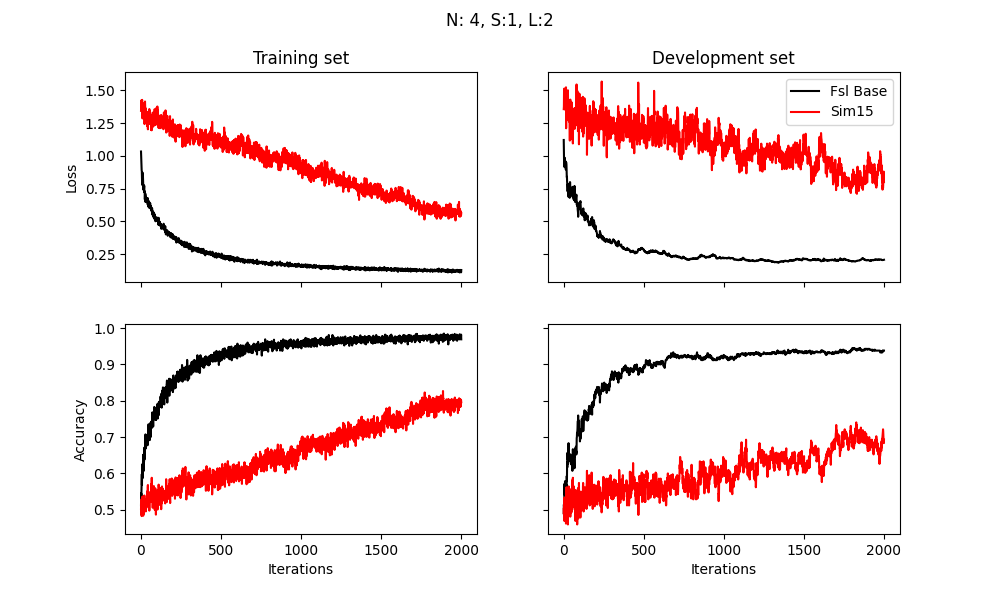 N: 4, S:1, L:2
Training set
Development set
1.50
1.25
1.00
0.75
0.50
0.25
Loss
Fsl Base
Sim15
1.0
0.9
0.8
0.7
0.6
0.5
Accuracy
0
500
1000
1500
2000
Iterations
0
500
1000
1500
2000
Iterations